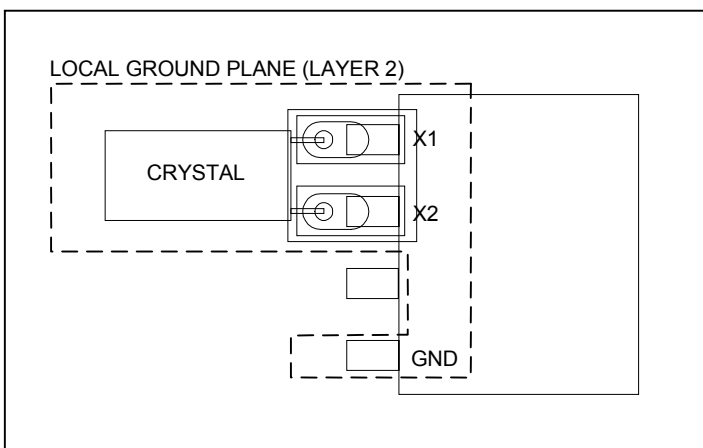 LOCAL GROUND PLANE (LAYER 2)
X1
CRYSTAL
X2
GND